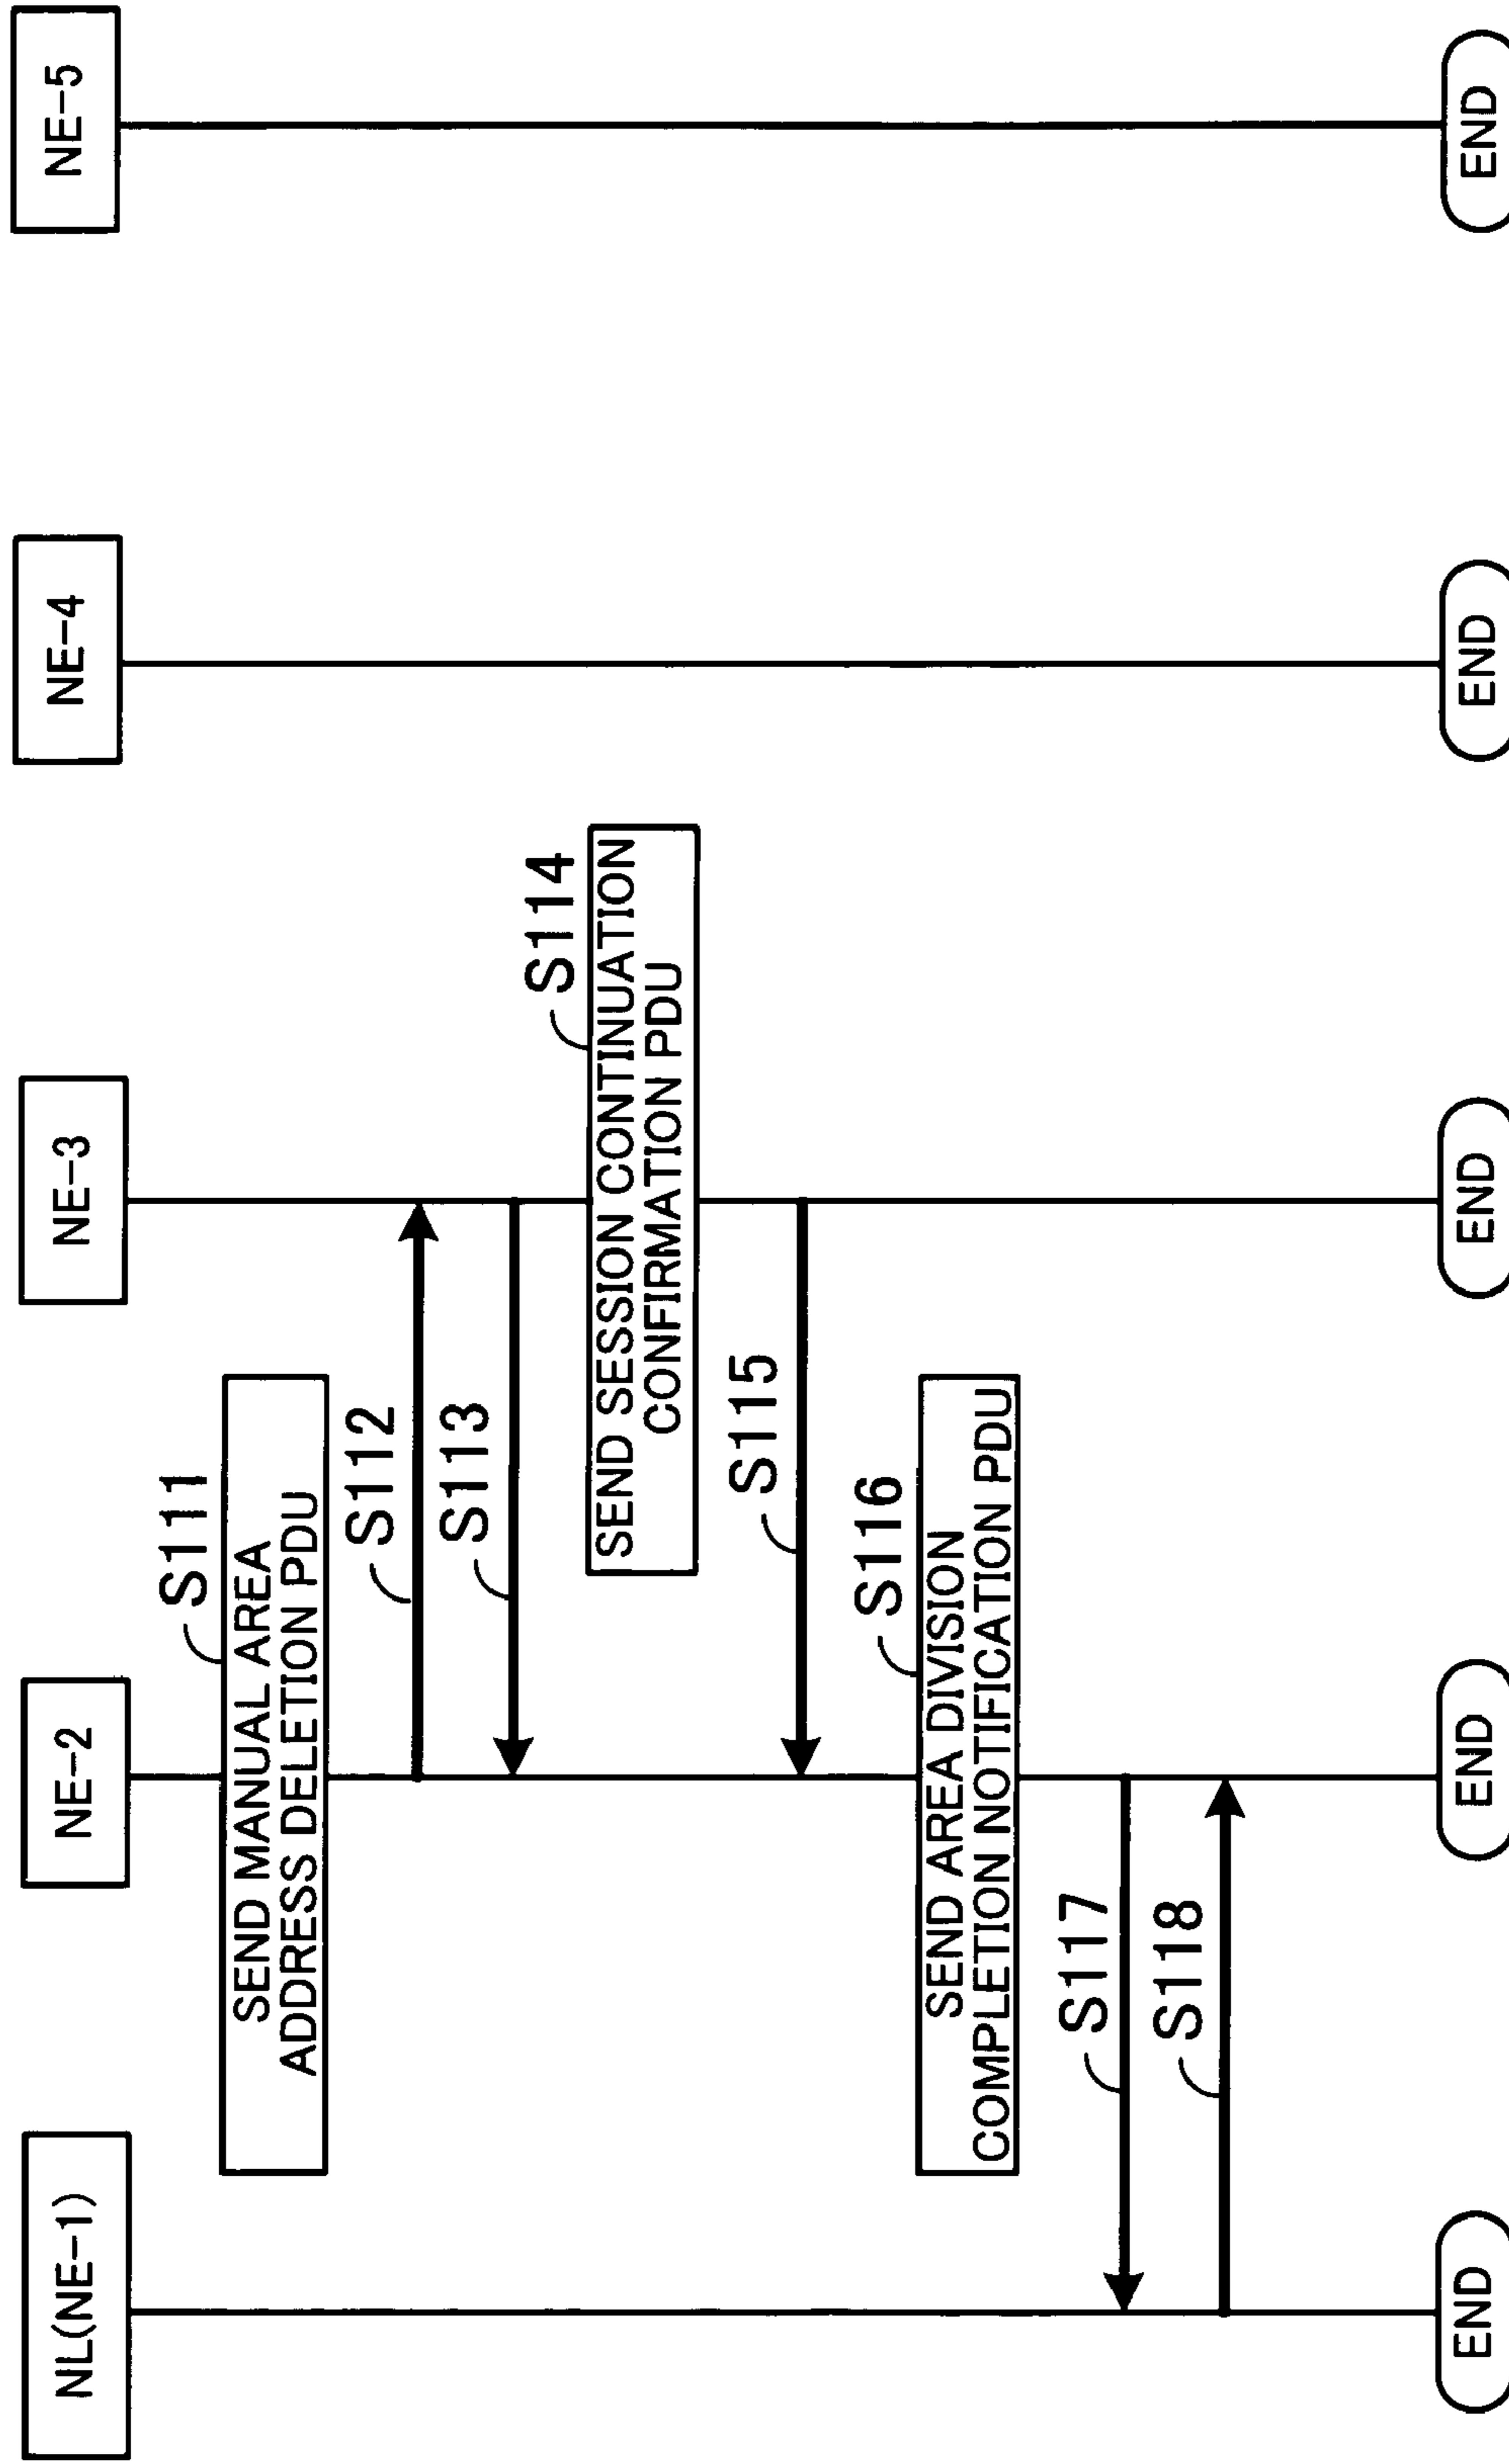 NL(NE-1)
NE-2
NE-3
NE-4
NE-5
S111
SEND MANUAL AREA
ADDRESS DELETION PDU
S112
S113
S114
SEND SESSION CONTINUATION
CONFIRMATION PDU
S115
S116
SEND AREA DIVISION
COMPLETION NOTIFICATION PDU
S117
S118
END
END
END
END
END